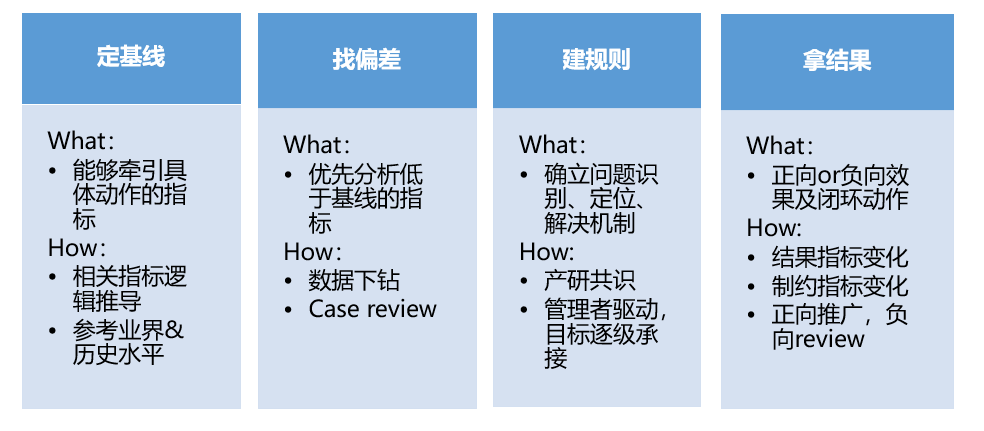 定基线
What：
• 能够牵引具
体动作的指
标
How：
• 相关指标逻
辑推导
• 参考业界&
历史水平
找偏差
What：
• 优先分析低
于基线的指
标
How：
• 数据下钻
• Case review
建规则
What：
• 确立问题识
别、定位、
解决机制
How:
• 产研共识
• 管理者驱动，
目标逐级承
接
拿结果
What：
• 正向or负向效
果及闭环动作
How:
• 结果指标变化
• 制约指标变化
• 正向推广，负
向review